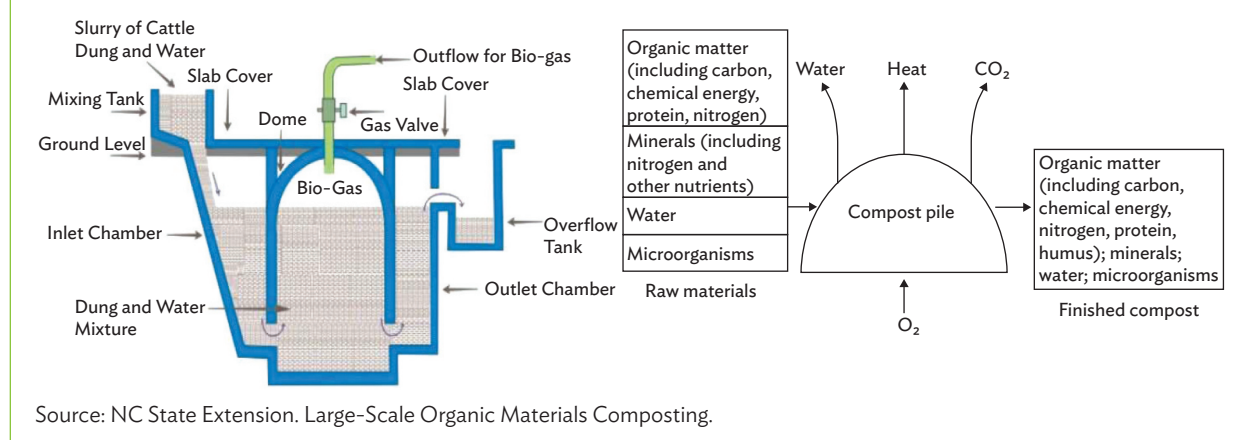 Slurry of Cattle
Dung and Water
Slab Cover
Mixing Tank
Ground Level
Dome
Outflow for Bio-gas
Slab Cover
Gas Valve
Bio-Gas
Inlet Chamber
Overflow
Tank
Outlet Chamber
Dung and Water
Mixture
Organic matter
(including carbon,
chemical energy,
protein, nitrogen)
Minerals (including
nitrogen and
other nutrients)
Water
Microorganisms
Raw materials
Water
Heat
CO₂
Compost pile
O₂
Organic matter
(including carbon,
chemical energy,
nitrogen, protein,
humus); minerals;
water; microorganisms
Finished compost
Source: NC State Extension. Large-Scale Organic Materials Composting.